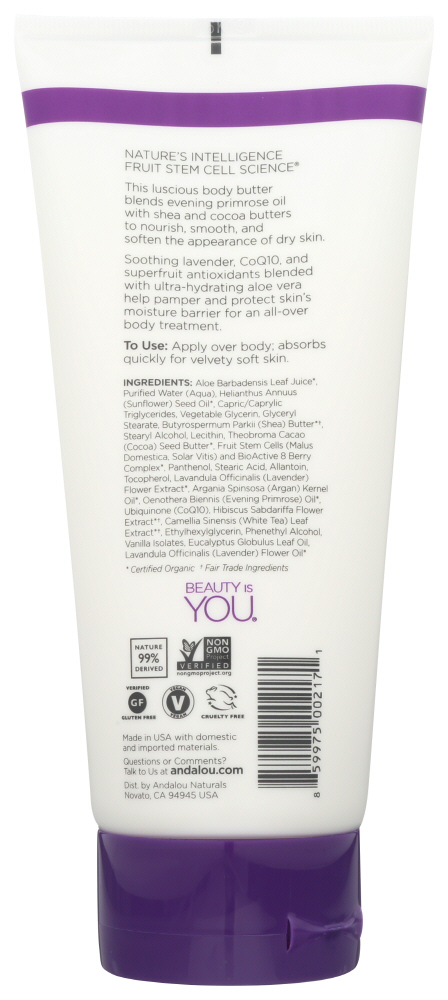 NATURE'S INTELLIGENCE
FRUIT STEM CELL SCIENCE®
This luscious body butter
blends evening primrose oil
with shea and cocoa butters
to nourish, smooth, and
soften the appearance of dry skin.
Soothing lavender, CoQ10, and
superfruit antioxidants blended
with ultra-hydrating aloe vera
help pamper and protect skin's
moisture barrier for an all-over
body treatment.
To Use: Apply over body; absorbs
quickly for velvety soft skin.
INGREDIENTS: Aloe Barbadensis Leaf Juice*,
Purified Water (Aqua), Helianthus Annuus
(Sunflower) Seed Oil*, Capric/Caprylic
Triglycerides, Vegetable Glycerin, Glyceryl
Stearate, Butyrospermum Parkii (Shea) Butter*†,
Stearyl Alcohol, Lecithin, Theobroma Cacao
(Cocoa) Seed Butter*, Fruit Stem Cells (Malus
Domestica, Solar Vitis) and BioActive 8 Berry
Complex*, Panthenol, Stearic Acid, Allantoin,
Tocopherol, Lavandula Officinalis (Lavender)
Flower Extract*, Argania Spinsosa (Argan) Kernel
Oil*, Oenothera Biennis (Evening Primrose) Oil*,
Ubiquinone (CoQ10), Hibiscus Sabdariffa Flower
Extract*†, Camellia Sinensis (White Tea) Leaf
Extract*†, Ethylhexylglycerin, Phenethyl Alcohol,
Vanilla Isolates, Eucalyptus Globulus Leaf Oil,
Lavandula Officinalis (Lavender) Flower Oil*
* Certified Organic † Fair Trade Ingredients
BEAUTY IS
YOU®
NATURE
99%
DERIVED
NON
GMO
Project
VERIFIED
nongmoproject.org
VERIFIED
GF
GLUTEN FREE
VEGAN
V
VEGAN
CRUELTY FREE
Made in USA with domestic
and imported materials.
Questions or Comments?
Talk to Us at andalou.com
Dist. by Andalou Naturals
Novato, CA 94945 USA
8 59975 00217 1